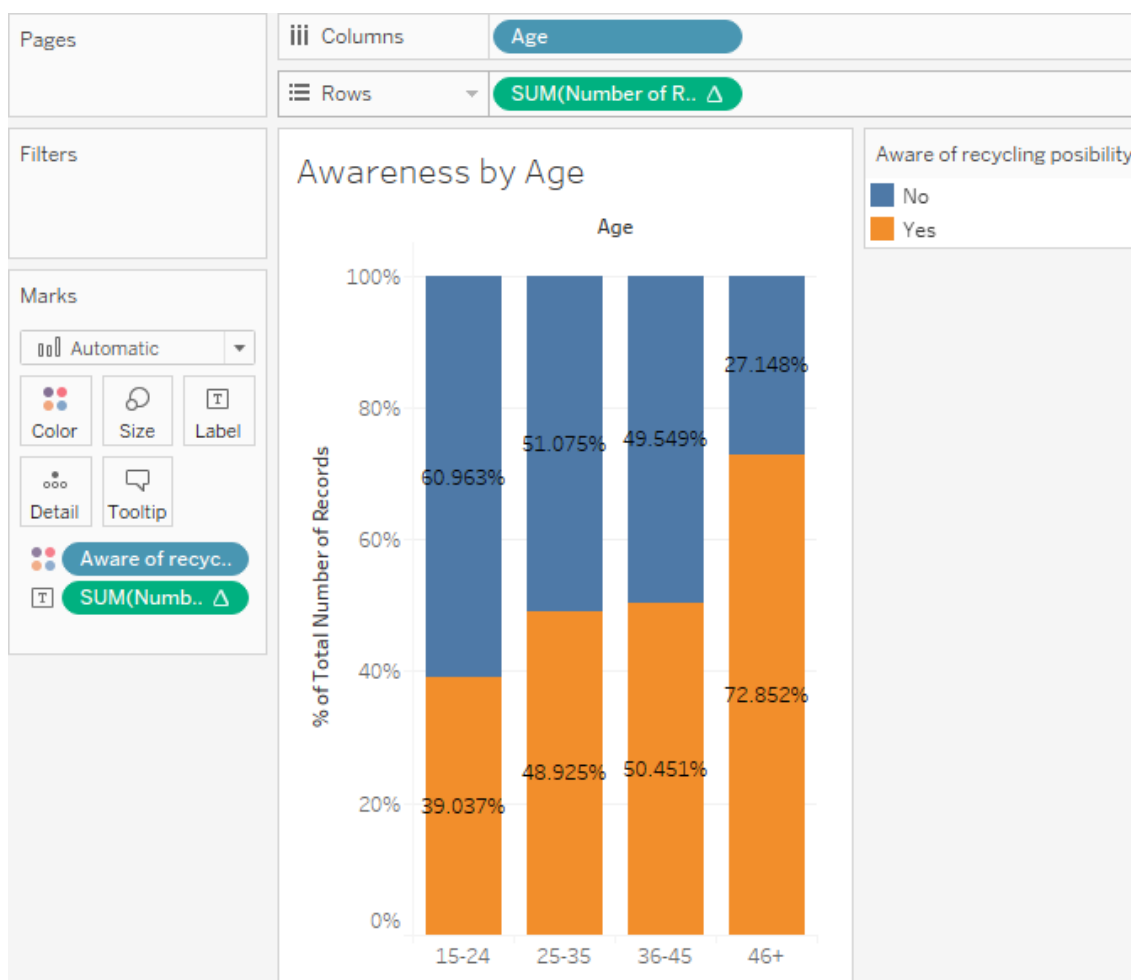 Pages
Columns
Age
Rows
SUM(Number of R.. Δ
Filters
Marks
Automatic
Color
Size
Label
Detail
Tooltip
Aware of recyc..
SUM(Numb.. Δ
Awareness by Age
Age
% of Total Number of Records
100%
80%
60%
40%
20%
0%
60.963%
51.075%
49.549%
27.148%
39.037%
48.925%
50.451%
72.852%
15-24
25-35
36-45
46+
Aware of recycling posibility
No
Yes